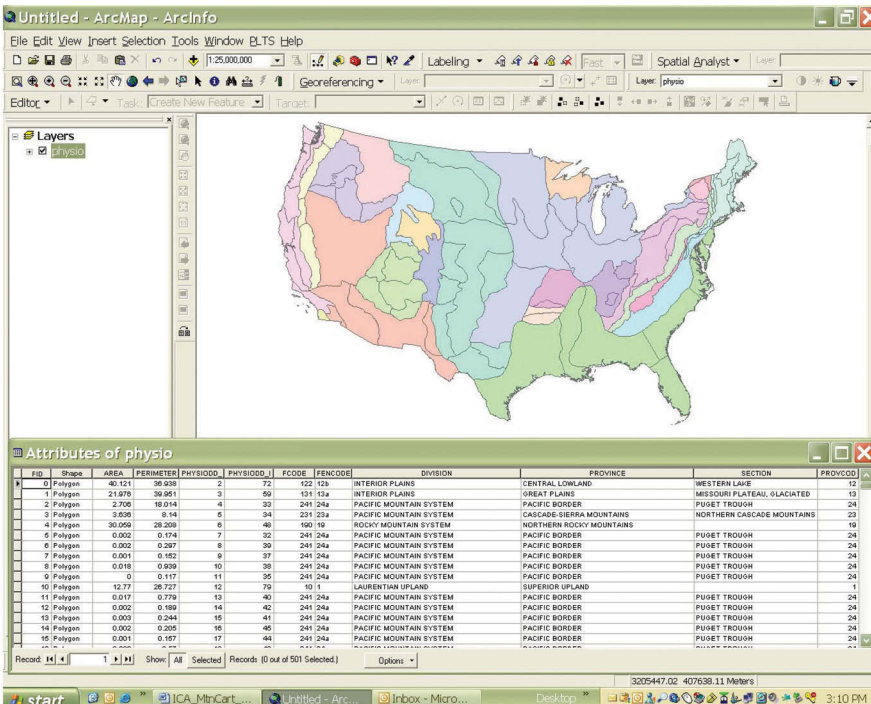 Untitled - ArcMap - ArcInfo
File Edit View Insert Selection Tools Window PLTS Help
1:25,000,000 Labeling Fast Spatial Analyst Layer:
Georeferencing Layer: Layer: physio
Editor Task: Create New Feature Target:
Layers
physio
Attributes of physio
FID Shape AREA PERIMETER PHYSIODD_ PHYSIODD_I FCODE FENCODE DIVISION PROVINCE SECTION PROVCOD
0 Polygon 40.121 36.938 2 72 122 12b INTERIOR PLAINS CENTRAL LOWLAND WESTERN LAKE 12
1 Polygon 21.976 39.951 3 59 131 13a INTERIOR PLAINS GREAT PLAINS MISSOURI PLATEAU, GLACIATED 13
2 Polygon 2.706 18.014 4 33 241 24a PACIFIC MOUNTAIN SYSTEM PACIFIC BORDER PUGET TROUGH 24
3 Polygon 3.636 8.14 5 34 231 23a PACIFIC MOUNTAIN SYSTEM CASCADE-SIERRA MOUNTAINS NORTHERN CASCADE MOUNTAINS 23
4 Polygon 30.059 28.208 6 48 190 19 ROCKY MOUNTAIN SYSTEM NORTHERN ROCKY MOUNTAINS 19
5 Polygon 0.002 0.174 7 32 241 24a PACIFIC MOUNTAIN SYSTEM PACIFIC BORDER PUGET TROUGH 24
6 Polygon 0.002 0.297 8 39 241 24a PACIFIC MOUNTAIN SYSTEM PACIFIC BORDER PUGET TROUGH 24
7 Polygon 0.001 0.152 9 37 241 24a PACIFIC MOUNTAIN SYSTEM PACIFIC BORDER PUGET TROUGH 24
8 Polygon 0.018 0.939 10 38 241 24a PACIFIC MOUNTAIN SYSTEM PACIFIC BORDER PUGET TROUGH 24
9 Polygon 0 0.117 11 35 241 24a PACIFIC MOUNTAIN SYSTEM PACIFIC BORDER PUGET TROUGH 24
10 Polygon 12.77 26.727 12 79 10 1 LAURENTIAN UPLAND SUPERIOR UPLAND 1
11 Polygon 0.017 0.779 13 40 241 24a PACIFIC MOUNTAIN SYSTEM PACIFIC BORDER PUGET TROUGH 24
12 Polygon 0.002 0.189 14 42 241 24a PACIFIC MOUNTAIN SYSTEM PACIFIC BORDER PUGET TROUGH 24
13 Polygon 0.003 0.244 15 41 241 24a PACIFIC MOUNTAIN SYSTEM PACIFIC BORDER PUGET TROUGH 24
14 Polygon 0.002 0.205 16 45 241 24a PACIFIC MOUNTAIN SYSTEM PACIFIC BORDER PUGET TROUGH 24
15 Polygon 0.001 0.157 17 44 241 24a PACIFIC MOUNTAIN SYSTEM PACIFIC BORDER PUGET TROUGH 24
Record: 1 Show: All Selected Records (0 out of 501 Selected.) Options
3205447.02 407638.11 Meters
start ICA_MtnCart_... Untitled - Arc... Inbox - Micro... Desktop 3:10 PM